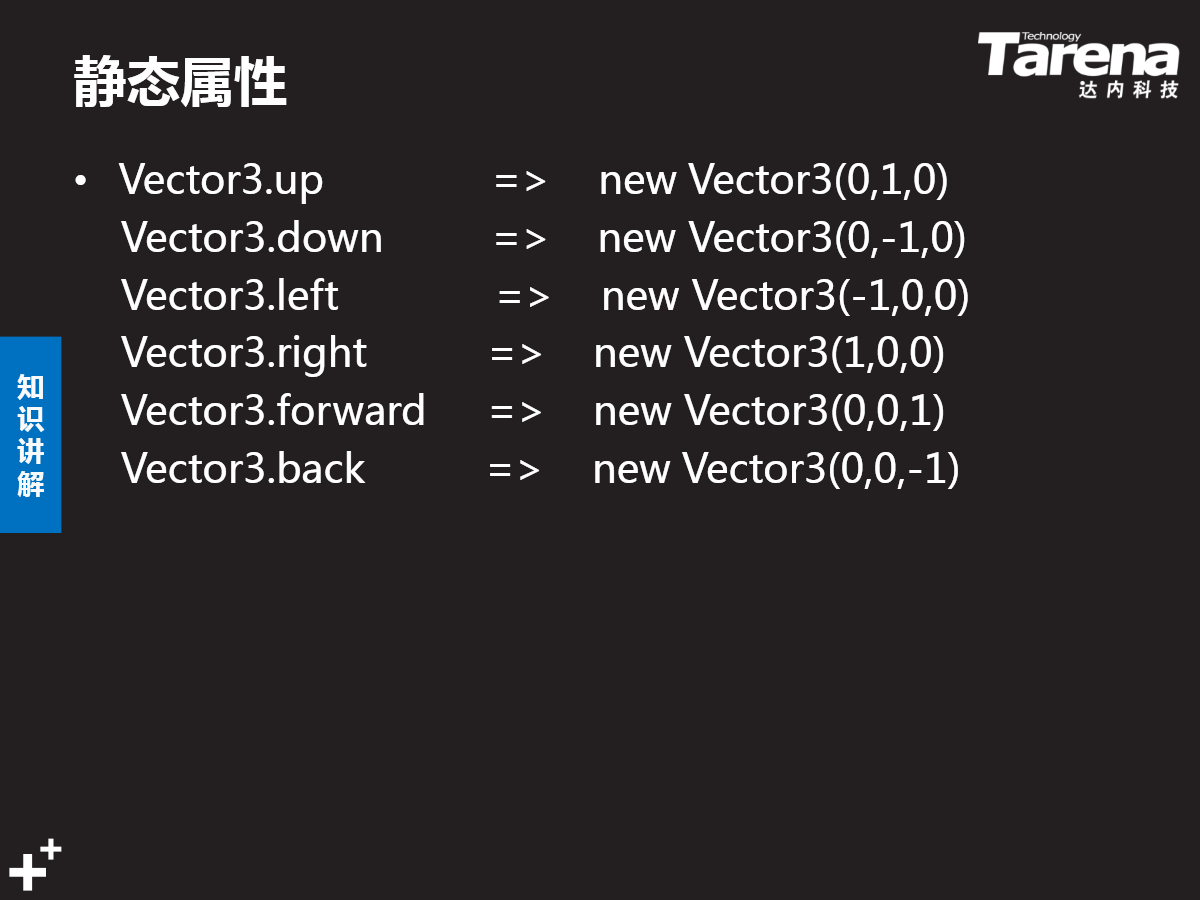 静态属性
Technology
Tarena
达内科技
• Vector3.up => new Vector3(0,1,0)
Vector3.down => new Vector3(0,-1,0)
Vector3.left => new Vector3(-1,0,0)
Vector3.right => new Vector3(1,0,0)
Vector3.forward => new Vector3(0,0,1)
Vector3.back => new Vector3(0,0,-1)
知识讲解